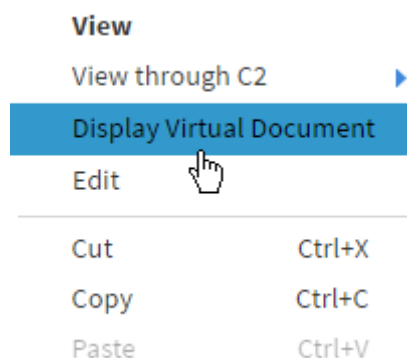 View
View through C2
Display Virtual Document
Edit
Cut Ctrl+X
Copy Ctrl+C
Paste Ctrl+V